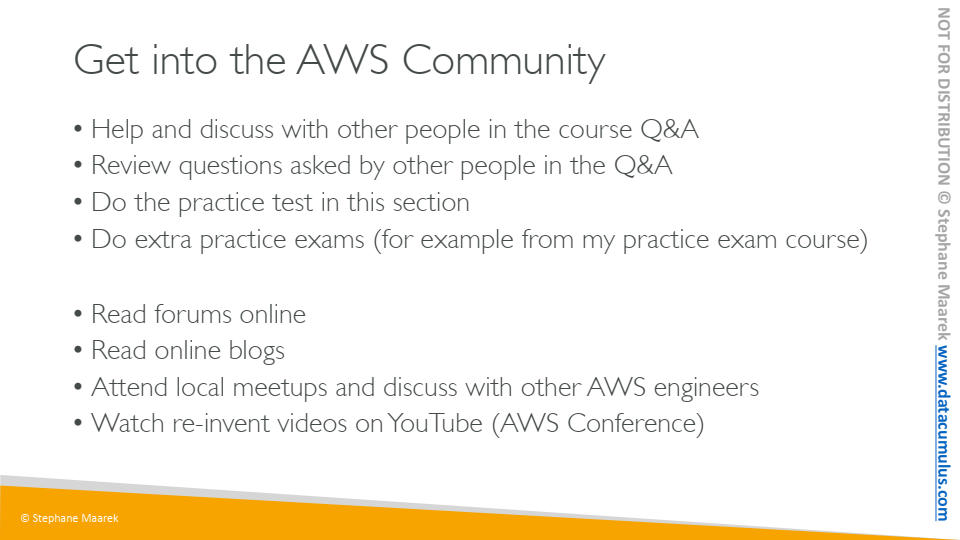 Get into the AWS Community
• Help and discuss with other people in the course Q&A
• Review questions asked by other people in the Q&A
• Do the practice test in this section
• Do extra practice exams (for example from my practice exam course)
• Read forums online
• Read online blogs
• Attend local meetups and discuss with other AWS engineers
• Watch re-invent videos on YouTube (AWS Conference)
© Stephane Maarek
NOT FOR DISTRIBUTION © Stephane Maarek www.datacumulus.com